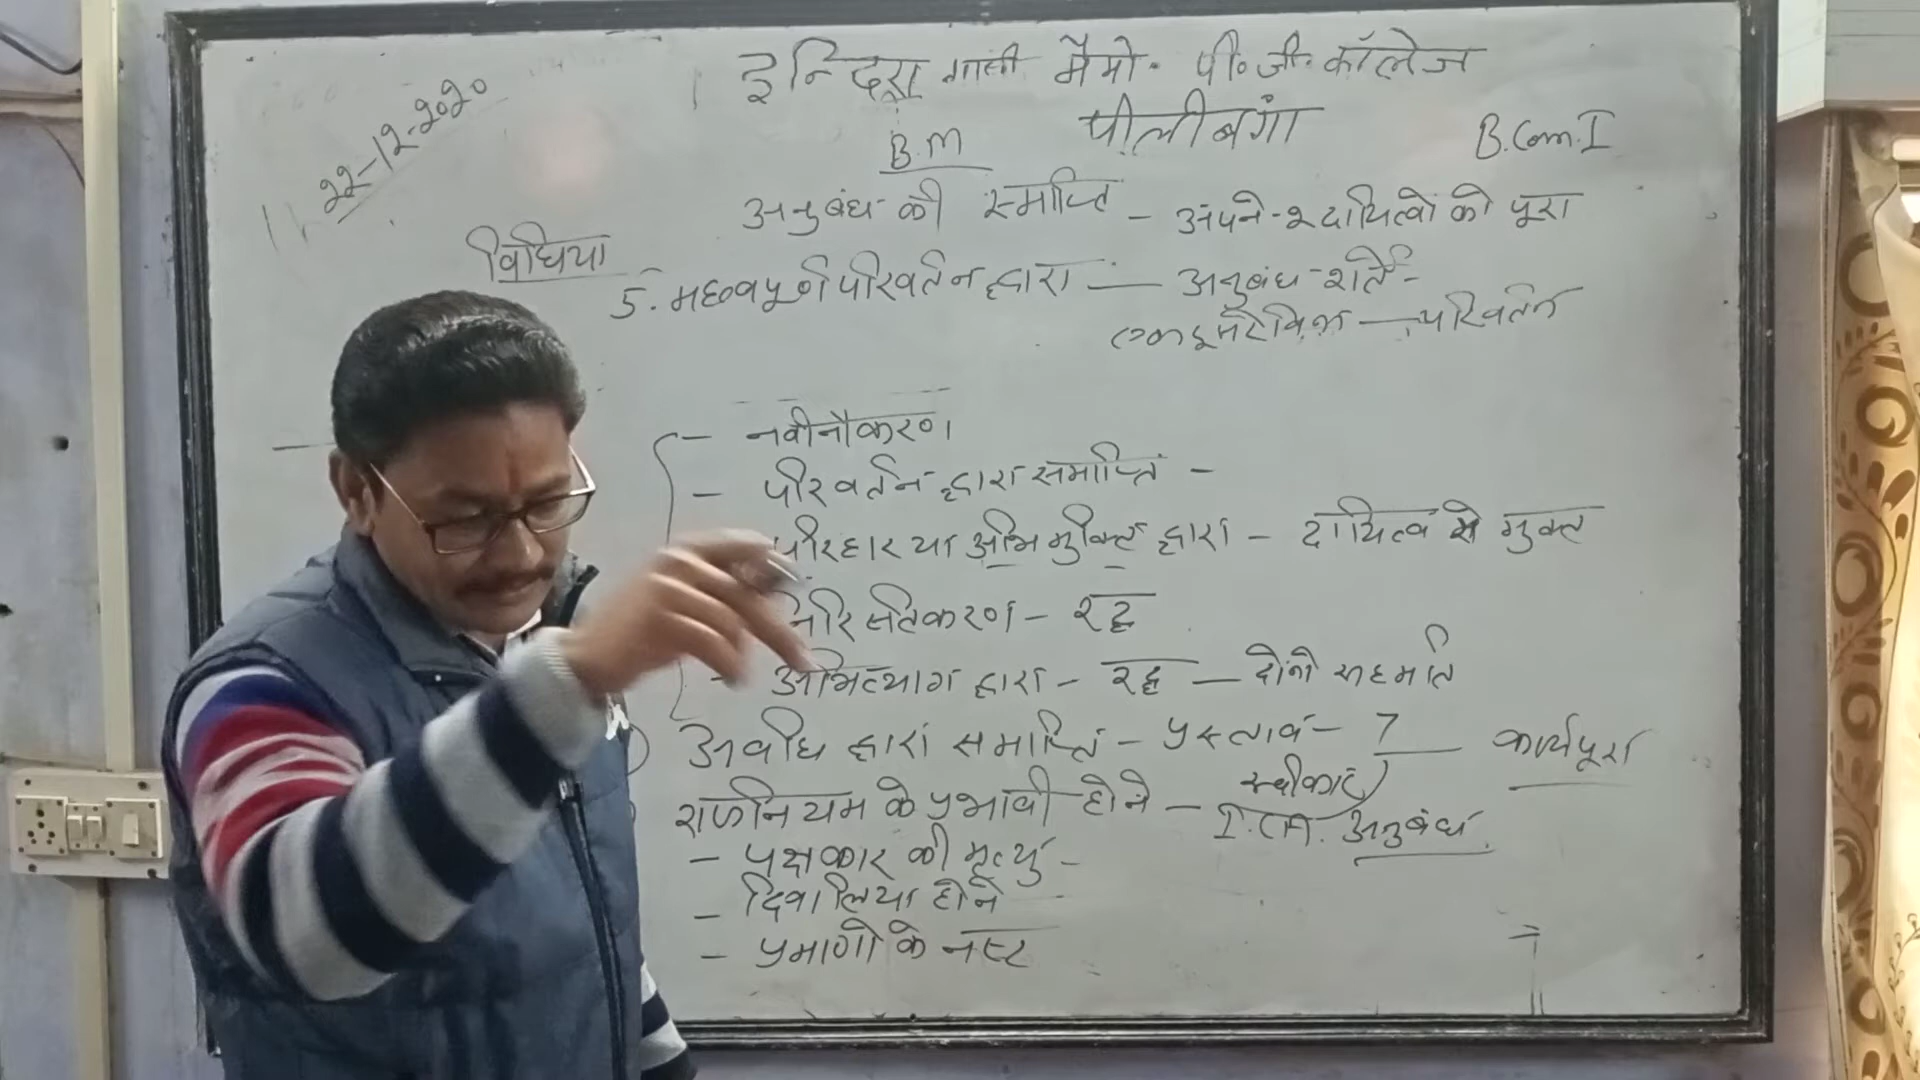 22-12-2020
इन्दिरा गांधी मैमो. पी.जी. कॉलेज
पीलीबंगा
B.M
B.Com.I
अनुबंध की समाप्ति - अपने-२ दायित्वों को पूरा
विधिया
5. महत्वपूर्ण परिवर्तन द्वारा — अनुबंध-शर्ते-
— परिवर्तन
- नवीनीकरण
- परिवर्तन द्वारा समाप्ति -
परिहार या अभिमुक्ति द्वारा - दायित्व से मुक्त
निरस्तीकरण - रद्द
- अभित्याग द्वारा - रद्द — दोनो सहमति
अवधि द्वारा समाप्ति - प्रस्ताव - 7 — कार्यपूरा
स्वीकार
राजनियम के प्रभावी होने - I.CA. अनुबंध.
- पक्षकार की मृत्यु -
- दिवालिया होने
- प्रमाणो के नष्ट